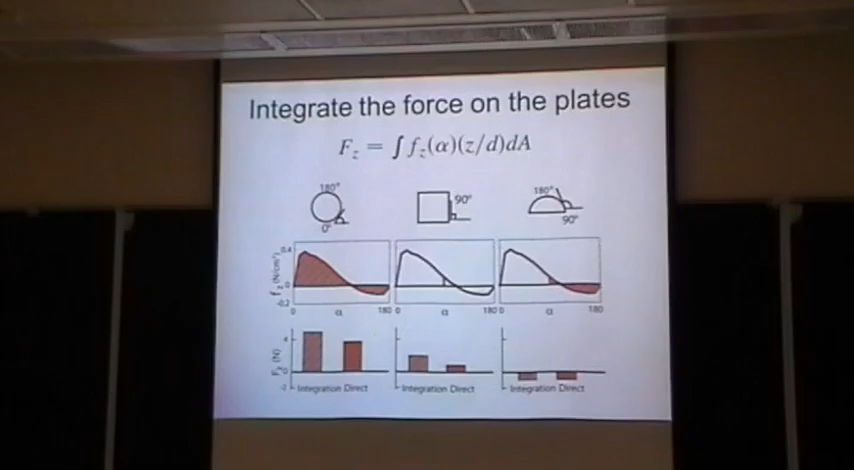 Integrate the force on the plates
F_z = ∫ f_z(α)(z/d)dA
180°
0°
90°
180°
90°
f_z (N/cm²)
0.4
0
-0.2
0 α 180 0 α 180 0 α 180
F_z (N)
4
0
Integration Direct
Integration Direct
Integration Direct